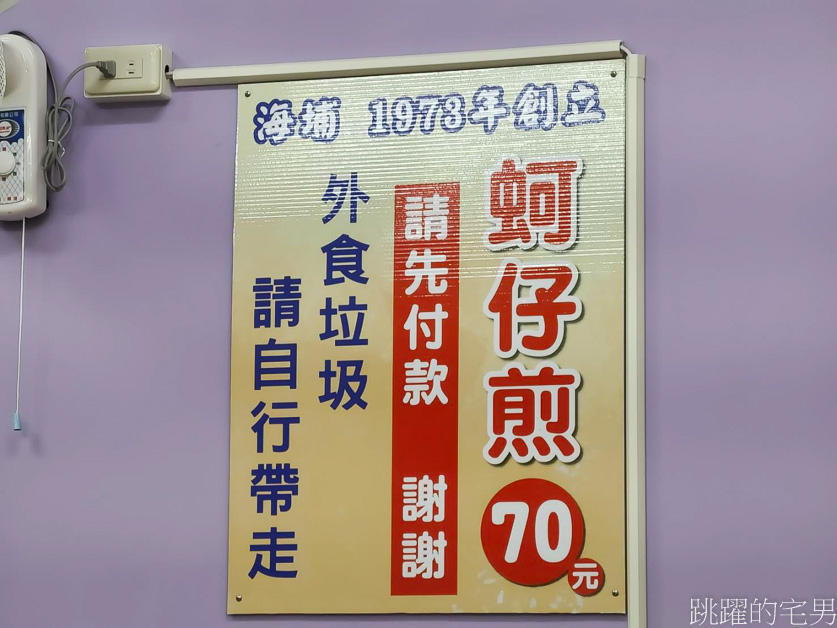 海埔 1973年創立
蚵仔煎
70元
請先付款 謝謝
外食垃圾
請自行帶走
跳躍的宅男